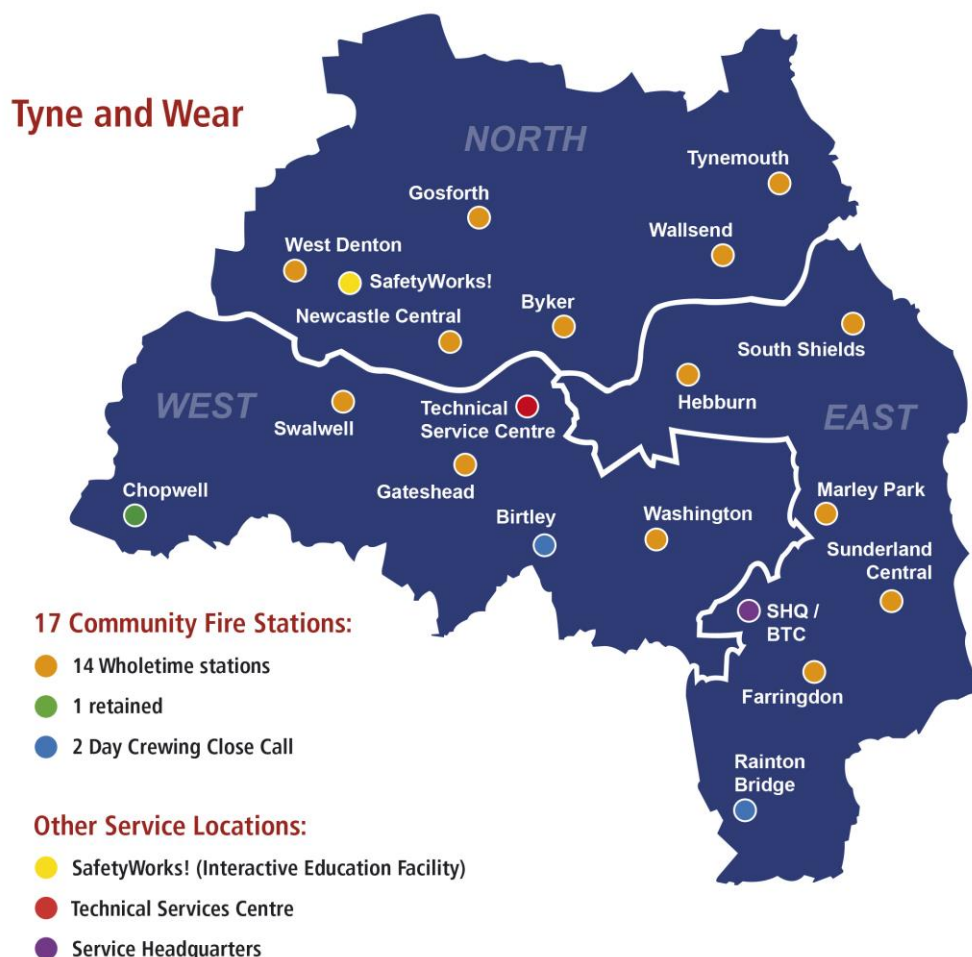 Tyne and Wear
NORTH
Tynemouth
Gosforth
Wallsend
West Denton
SafetyWorks!
Newcastle Central
Byker
South Shields
Hebburn
WEST
EAST
Swalwell
Technical
Service Centre
Gateshead
Chopwell
Birtley
Washington
Marley Park
Sunderland
Central
SHQ /
BTC
Farringdon
Rainton
Bridge
17 Community Fire Stations:
14 Wholetime stations
1 retained
2 Day Crewing Close Call
Other Service Locations:
SafetyWorks! (Interactive Education Facility)
Technical Services Centre
Service Headquarters